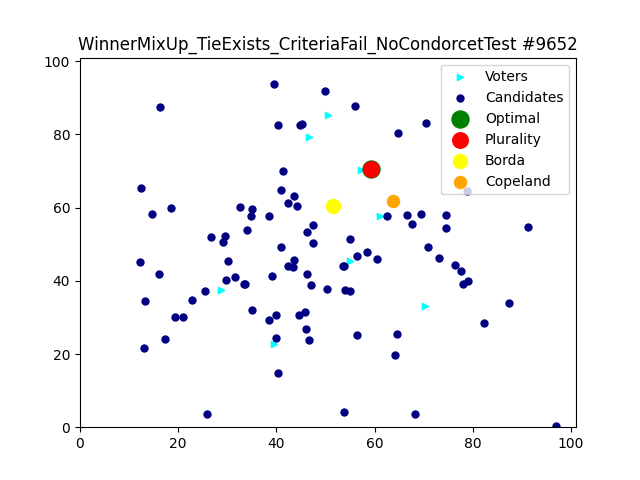 WinnerMixUp_TieExists_CriteriaFail_NoCondorcetTest #9652
100
80
60
40
20
0
0 20 40 60 80 100
Voters
Candidates
Optimal
Plurality
Borda
Copeland